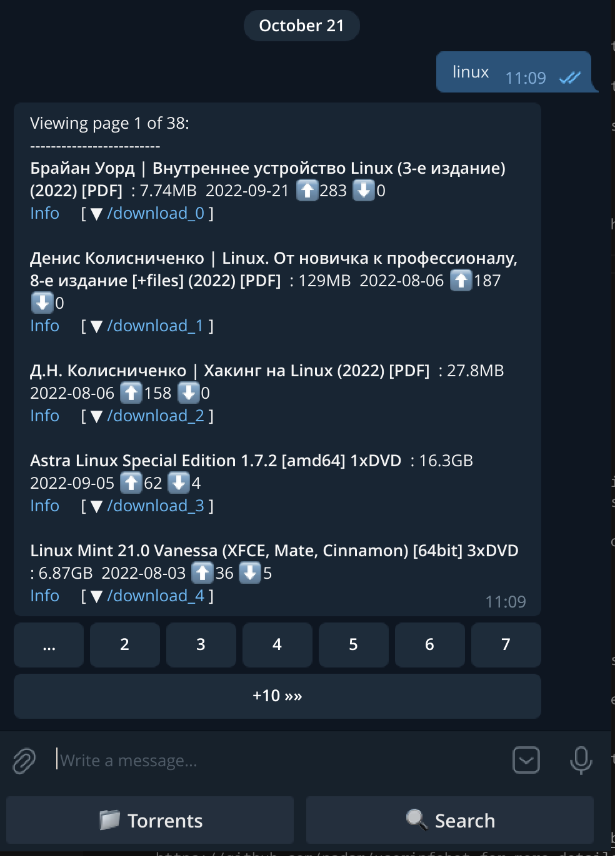 October 21
linux 11:09
Viewing page 1 of 38:
--------------------------
Брайан Уорд | Внутреннее устройство Linux (3-е издание)
(2022) [PDF] : 7.74MB 2022-09-21 ⬆️283 ⬇️0
Info [ ▼ /download_0 ]
Денис Колисниченко | Linux. От новичка к профессионалу,
8-е издание [+files] (2022) [PDF] : 129MB 2022-08-06 ⬆️187
⬇️0
Info [ ▼ /download_1 ]
Д.Н. Колисниченко | Хакинг на Linux (2022) [PDF] : 27.8MB
2022-08-06 ⬆️158 ⬇️0
Info [ ▼ /download_2 ]
Astra Linux Special Edition 1.7.2 [amd64] 1xDVD : 16.3GB
2022-09-05 ⬆️62 ⬇️4
Info [ ▼ /download_3 ]
Linux Mint 21.0 Vanessa (XFCE, Mate, Cinnamon) [64bit] 3xDVD
: 6.87GB 2022-08-03 ⬆️36 ⬇️5
Info [ ▼ /download_4 ]
11:09
... 2 3 4 5 6 7
+10 »»
Write a message...
Torrents Search